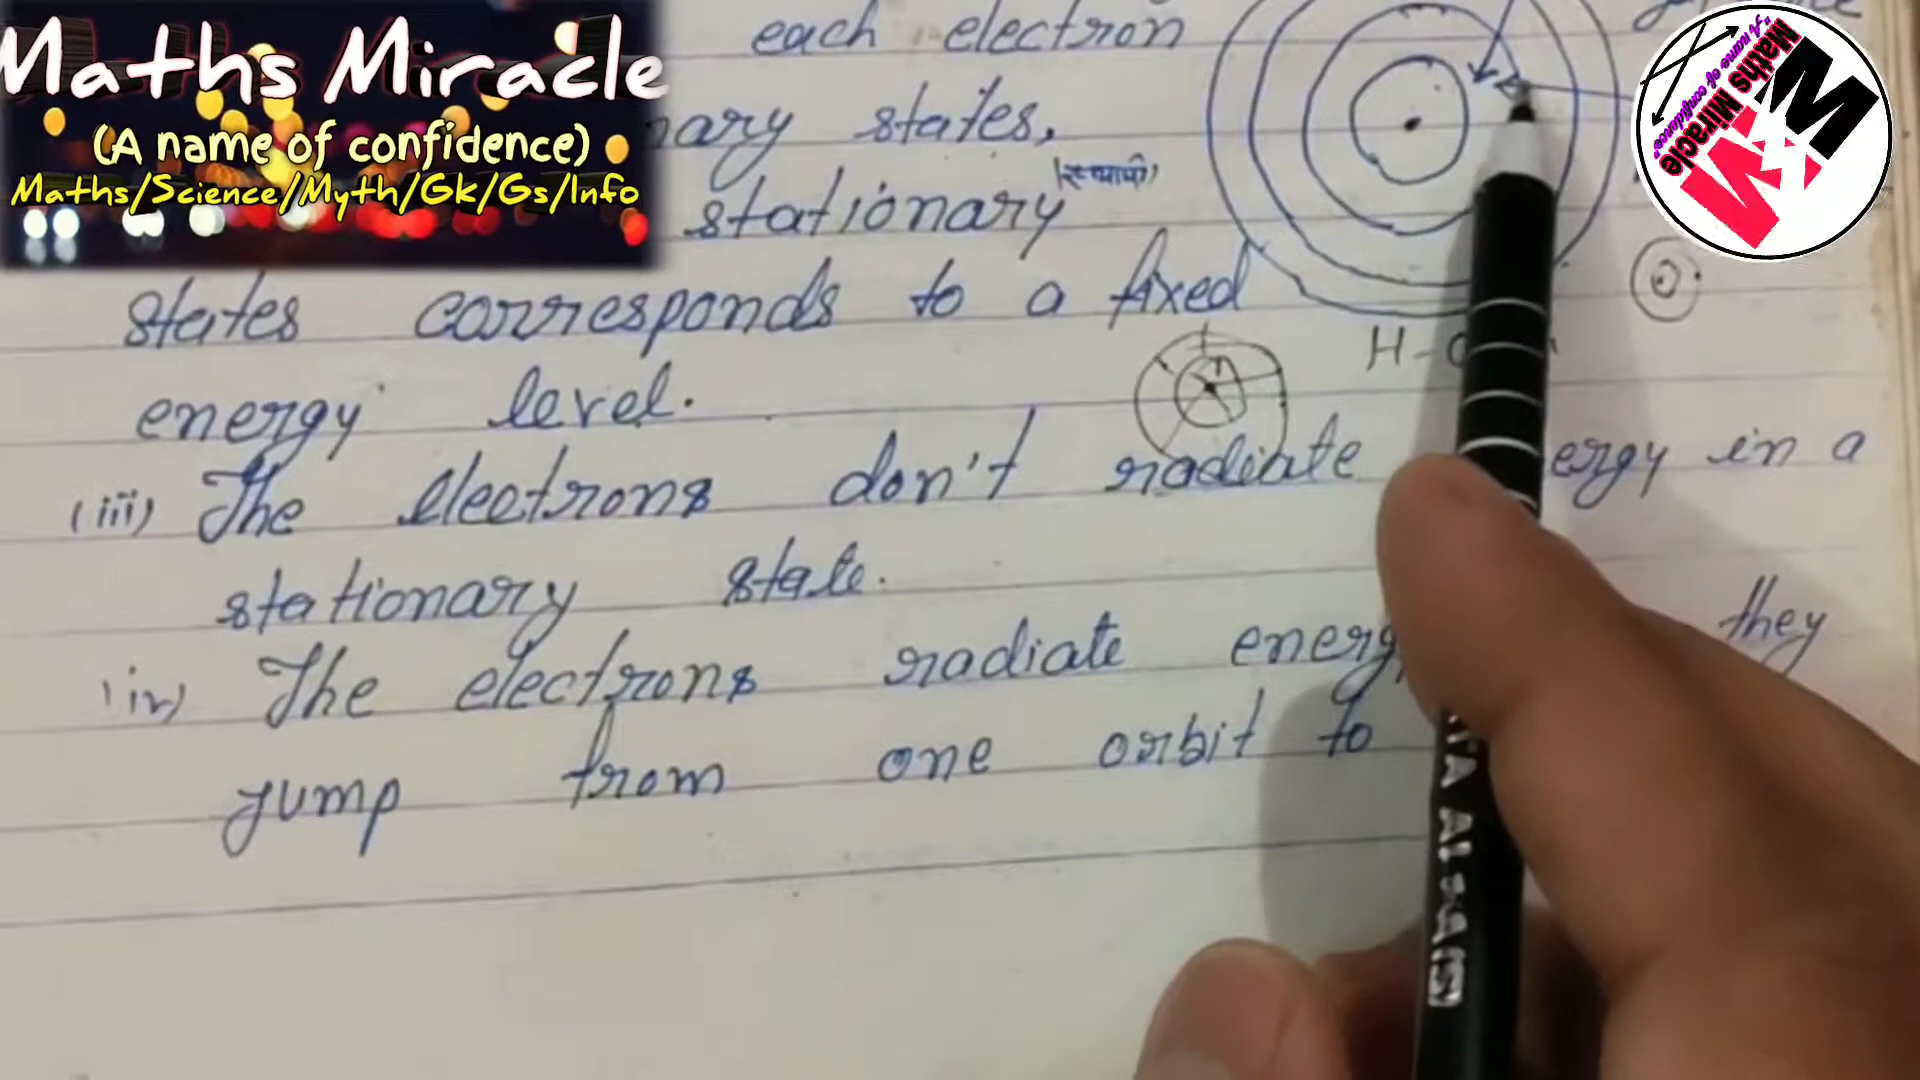 Maths Miracle
(A name of confidence)
Maths/Science/Myth/Gk/Gs/Info
each electron
nary states,
(स्थायी)
stationary
states corresponds to a fixed
energy level.
H-
(iii) The electrons don't radiate ergy in a
stationary state.
(iv) The electrons radiate energy they
jump from one orbit to
"A name of confidence"
Maths Miracle
M
M